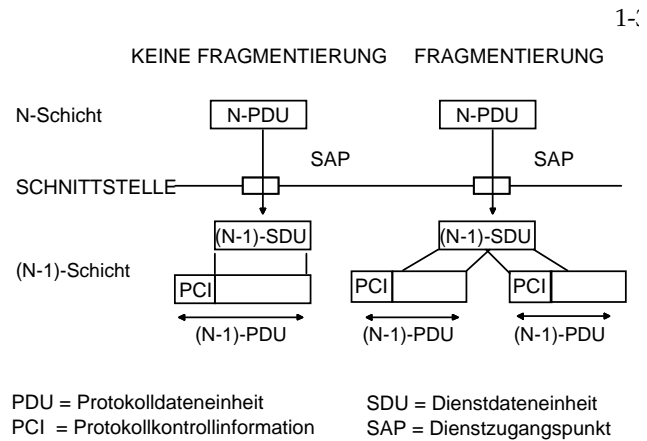 1-
KEINE FRAGMENTIERUNG FRAGMENTIERUNG
N-Schicht N-PDU N-PDU
SAP SAP
SCHNITTSTELLE
(N-1)-SDU (N-1)-SDU
(N-1)-Schicht
PCI PCI PCI
(N-1)-PDU (N-1)-PDU (N-1)-PDU
PDU = Protokolldateneinheit SDU = Dienstdateneinheit
PCI = Protokollkontrollinformation SAP = Dienstzugangspunkt